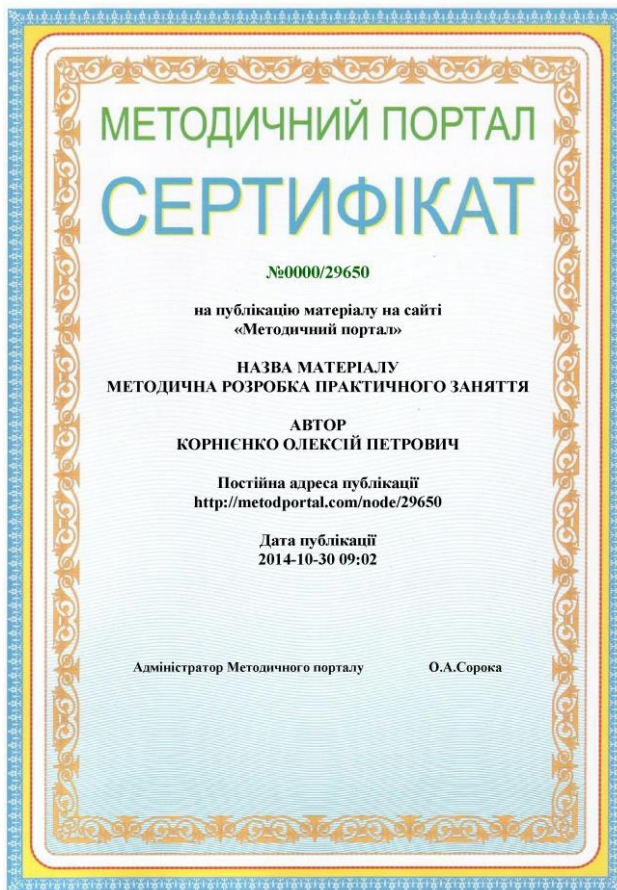 МЕТОДИЧНИЙ ПОРТАЛ
СЕРТИФІКАТ
№0000/29650
на публікацію матеріалу на сайті
«Методичний портал»
НАЗВА МАТЕРІАЛУ
МЕТОДИЧНА РОЗРОБКА ПРАКТИЧНОГО ЗАНЯТТЯ
АВТОР
КОРНІЄНКО ОЛЕКСІЙ ПЕТРОВИЧ
Постійна адреса публікації
http://metodportal.com/node/29650
Дата публікації
2014-10-30 09:02
Адміністратор Методичного порталу О.А.Сорока